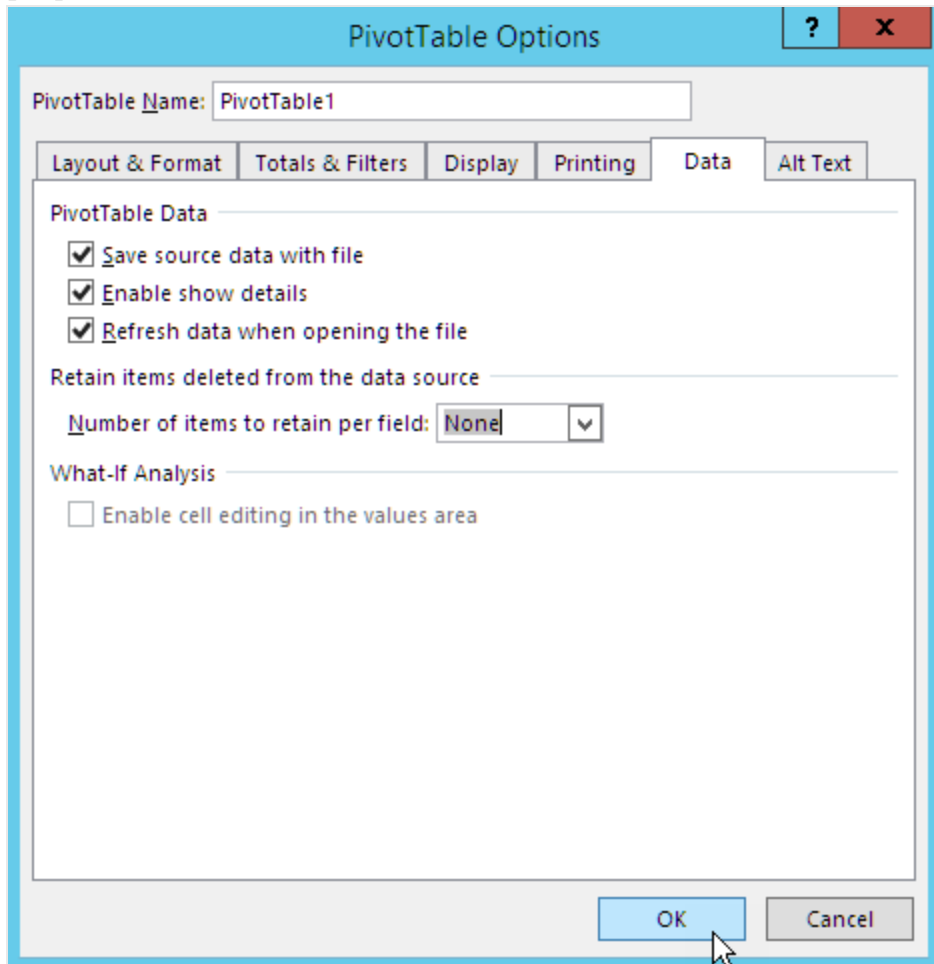 PivotTable Options
? x
PivotTable Name: PivotTable1
Layout & Format Totals & Filters Display Printing Data Alt Text
PivotTable Data
Save source data with file
Enable show details
Refresh data when opening the file
Retain items deleted from the data source
Number of items to retain per field: None
What-If Analysis
Enable cell editing in the values area
OK Cancel